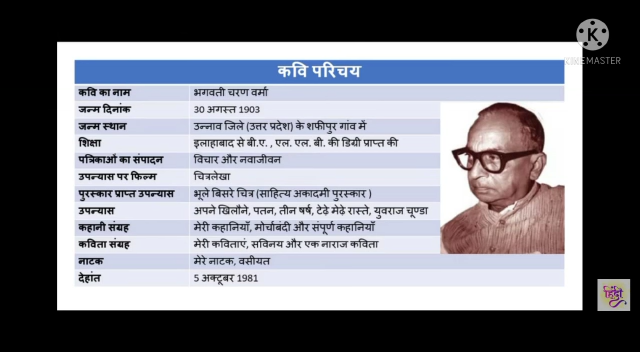 KINEMASTER
कवि परिचय
कवि का नाम भगवती चरण वर्मा
जन्म दिनांक 30 अगस्त 1903
जन्म स्थान उन्नाव जिले (उत्तर प्रदेश) के शफीपुर गांव में
शिक्षा इलाहाबाद से बी.ए. , एल. एल. बी. की डिग्री प्राप्त की
पत्रिकाओं का संपादन विचार और नवाजीवन
उपन्यास पर फिल्म चित्रलेखा
पुरस्कार प्राप्त उपन्यास भूले बिसरे चित्र (साहित्य अकादमी पुरस्कार )
उपन्यास अपने खिलौने, पतन, तीन षर्ष, टेढ़े मेढ़े रास्ते, युवराज चूण्डा
कहानी संग्रह मेरी कहानियाँ, मोर्चाबंदी और संपूर्ण कहानियाँ
कविता संग्रह मेरी कविताएं, सविनय और एक नाराज कविता
नाटक मेरे नाटक, वसीयत
देहांत 5 अक्टूबर 1981
हिंदी